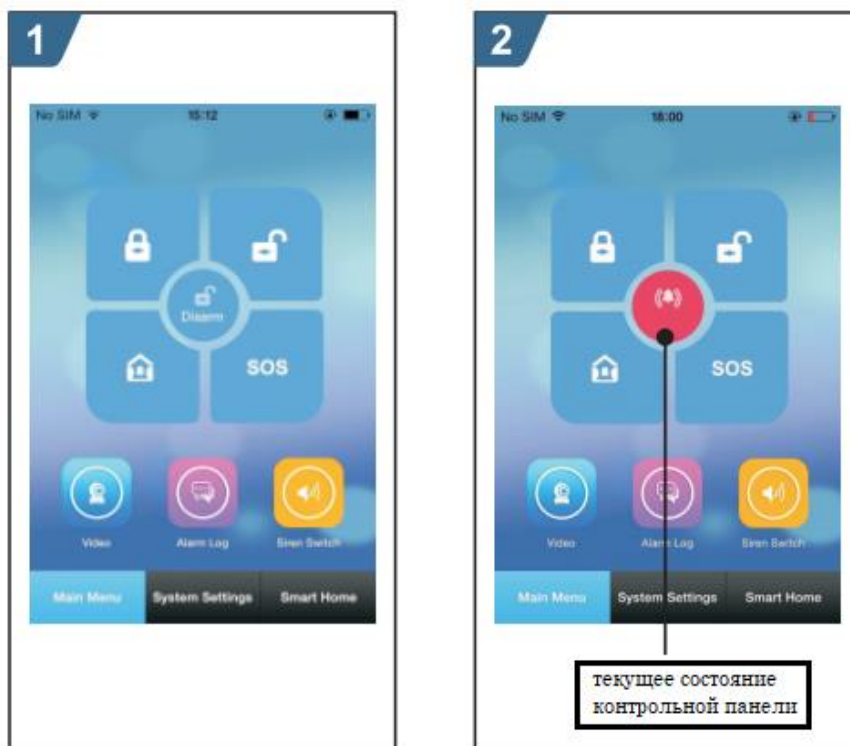 1
No SIM 15:12
Disarm
SOS
Video Alarm Log Siren Switch
Main Menu System Settings Smart Home
2
No SIM 18:00
SOS
Video Alarm Log Siren Switch
Main Menu System Settings Smart Home
текущее состояние
контрольной панели